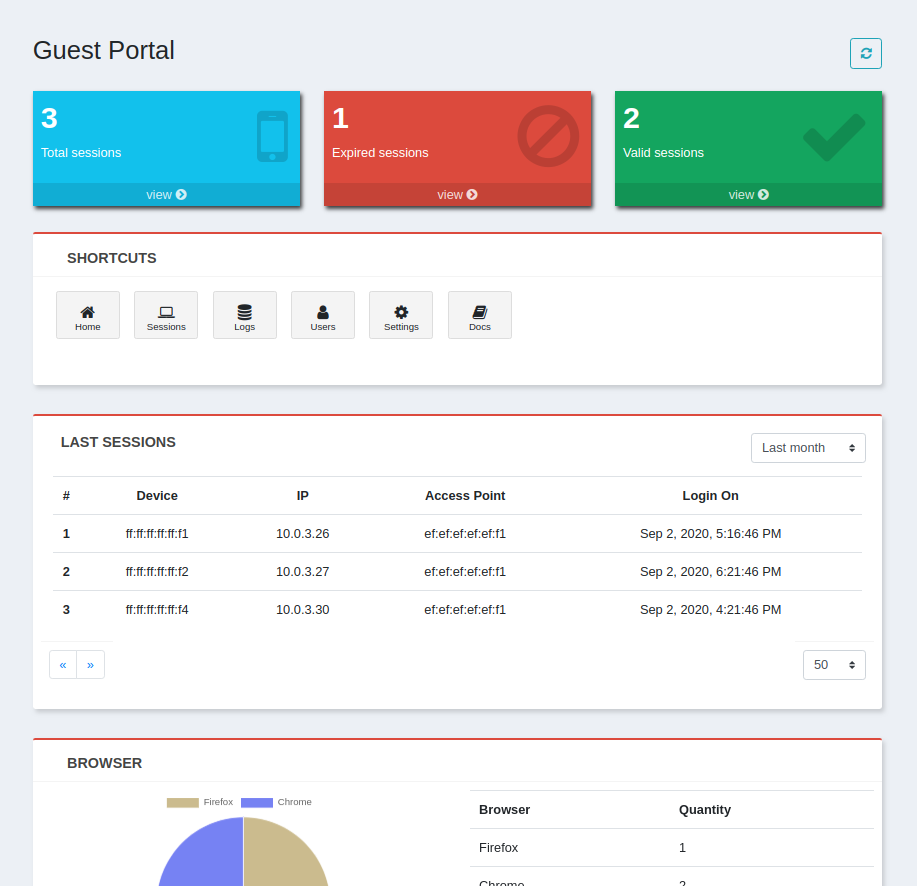 Guest Portal
3
Total sessions
view
1
Expired sessions
view
2
Valid sessions
view
SHORTCUTS
Home Sessions Logs Users Settings Docs
LAST SESSIONS
Last month
# Device IP Access Point Login On
1 ff:ff:ff:ff:ff:f1 10.0.3.26 ef:ef:ef:ef:ef:f1 Sep 2, 2020, 5:16:46 PM
2 ff:ff:ff:ff:ff:f2 10.0.3.27 ef:ef:ef:ef:ef:f1 Sep 2, 2020, 6:21:46 PM
3 ff:ff:ff:ff:ff:f4 10.0.3.30 ef:ef:ef:ef:ef:f1 Sep 2, 2020, 4:21:46 PM
« » 50
BROWSER
Firefox Chrome
Browser Quantity
Firefox 1
Chrome 2